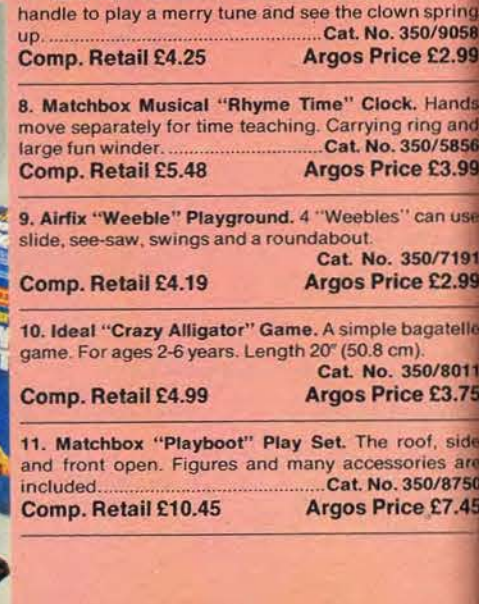 handle to play a merry tune and see the clown spring
up. ............................................ Cat. No. 350/9058
Comp. Retail £4.25 Argos Price £2.99
8. Matchbox Musical "Rhyme Time" Clock. Hands
move separately for time teaching. Carrying ring and
large fun winder. ......................... Cat. No. 350/5856
Comp. Retail £5.48 Argos Price £3.99
9. Airfix "Weeble" Playground. 4 "Weebles" can use
slide, see-saw, swings and a roundabout.
Cat. No. 350/7191
Comp. Retail £4.19 Argos Price £2.99
10. Ideal "Crazy Alligator" Game. A simple bagatelle
game. For ages 2-6 years. Length 20" (50.8 cm).
Cat. No. 350/8011
Comp. Retail £4.99 Argos Price £3.75
11. Matchbox "Playboot" Play Set. The roof, side
and front open. Figures and many accessories are
included .................................... Cat. No. 350/8750
Comp. Retail £10.45 Argos Price £7.45